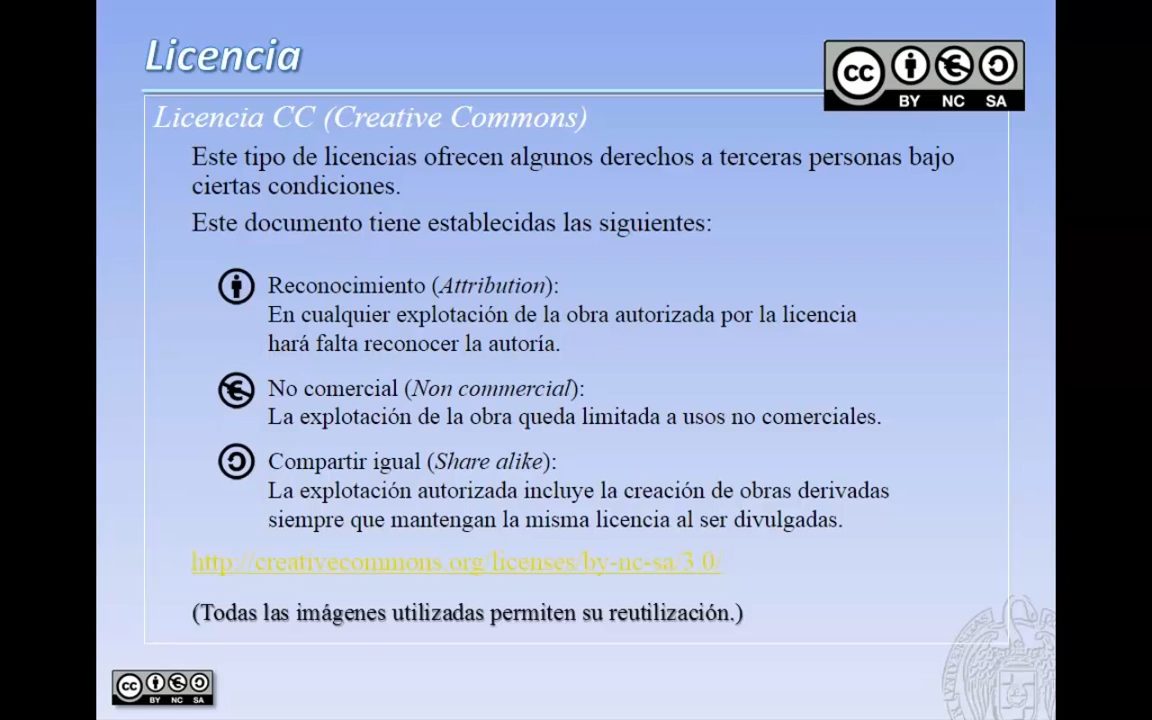 Licencia
CC BY NC SA
Licencia CC (Creative Commons)
Este tipo de licencias ofrecen algunos derechos a terceras personas bajo
ciertas condiciones.
Este documento tiene establecidas las siguientes:
Reconocimiento (Attribution):
En cualquier explotación de la obra autorizada por la licencia
hará falta reconocer la autoría.
No comercial (Non commercial):
La explotación de la obra queda limitada a usos no comerciales.
Compartir igual (Share alike):
La explotación autorizada incluye la creación de obras derivadas
siempre que mantengan la misma licencia al ser divulgadas.
http://creativecommons.org/licenses/by-nc-sa/3.0/
(Todas las imágenes utilizadas permiten su reutilización.)
CC BY NC SA